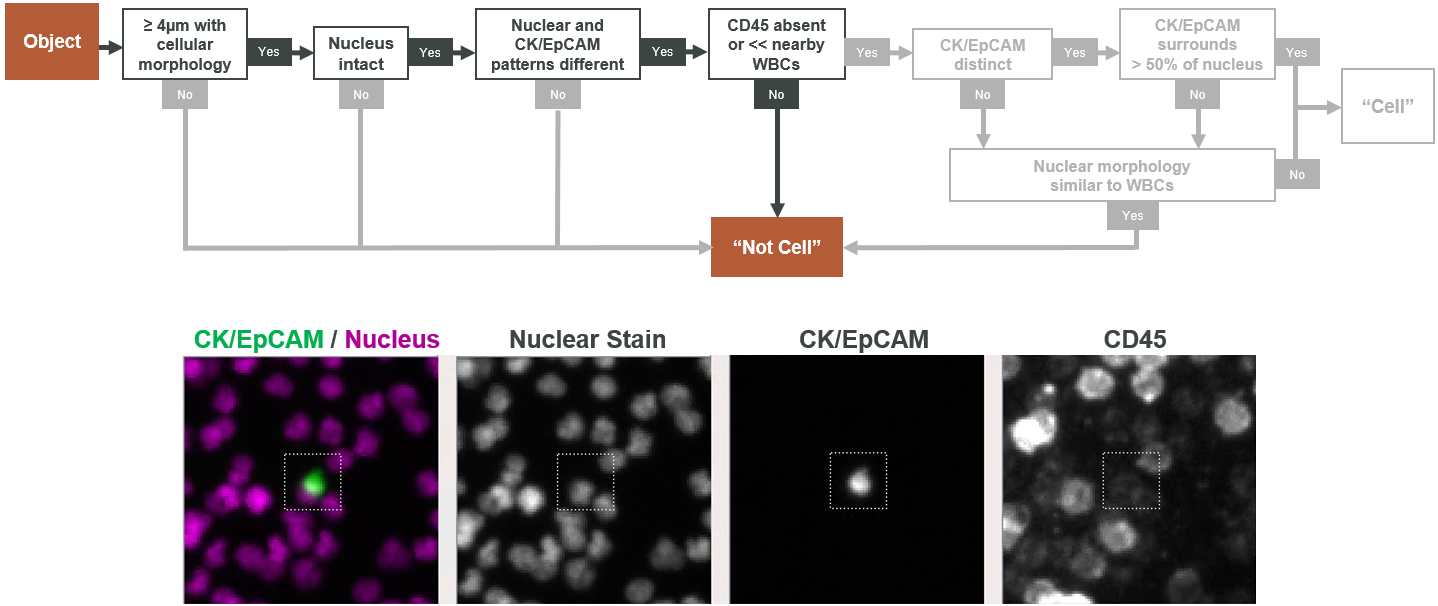 Object
≥ 4µm with
cellular
morphology
Yes
Nucleus
intact
Yes
Nuclear and
CK/EpCAM
patterns different
Yes
CD45 absent
or << nearby
WBCs
Yes
CK/EpCAM
distinct
Yes
CK/EpCAM
surrounds
> 50% of nucleus
Yes
No
No
No
No
No
No
“Cell”
Nuclear morphology
similar to WBCs
No
Yes
“Not Cell”
CK/EpCAM / Nucleus
Nuclear Stain
CK/EpCAM
CD45